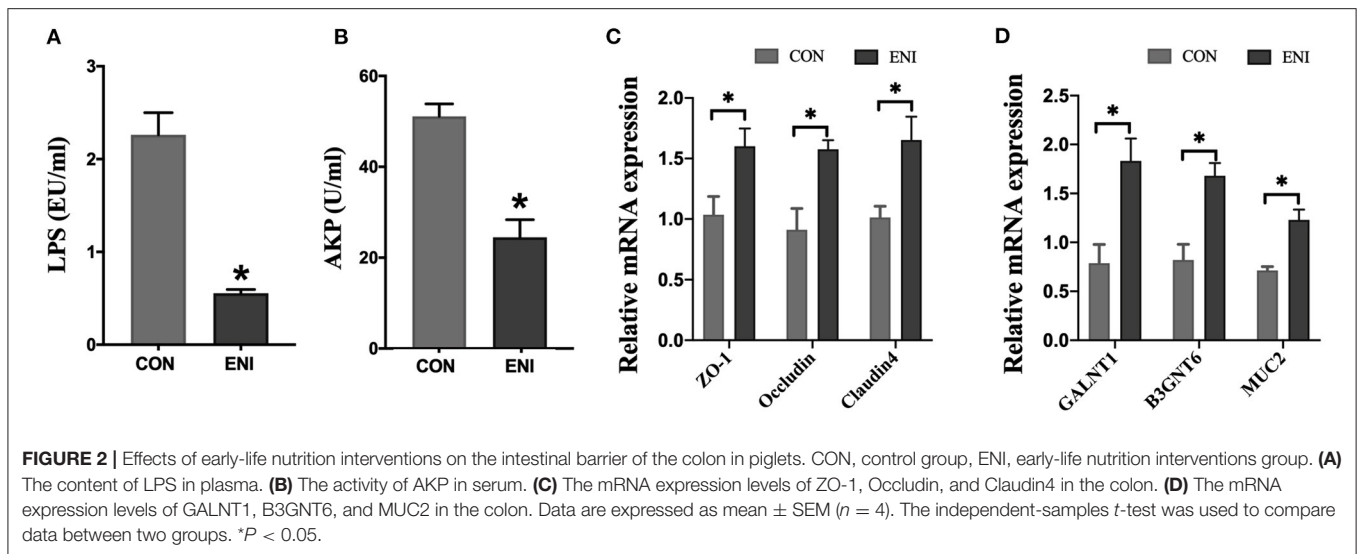 A
LPS (EU/ml)
3
2
1
0
CON
ENI
*
B
AKP (U/ml)
60
40
20
0
CON
ENI
*
C
CON
ENI
Relative mRNA expression
2.0
1.5
1.0
0.5
0.0
*
*
*
ZO-1
Occludin
Claudin4
D
CON
ENI
Relative mRNA expression
2.5
2.0
1.5
1.0
0.5
0.0
*
*
*
GALNT1
B3GNT6
MUC2
FIGURE 2 | Effects of early-life nutrition interventions on the intestinal barrier of the colon in piglets. CON, control group, ENI, early-life nutrition interventions group. (A)
The content of LPS in plasma. (B) The activity of AKP in serum. (C) The mRNA expression levels of ZO-1, Occludin, and Claudin4 in the colon. (D) The mRNA
expression levels of GALNT1, B3GNT6, and MUC2 in the colon. Data are expressed as mean ± SEM (n = 4). The independent-samples t-test was used to compare
data between two groups. *P < 0.05.